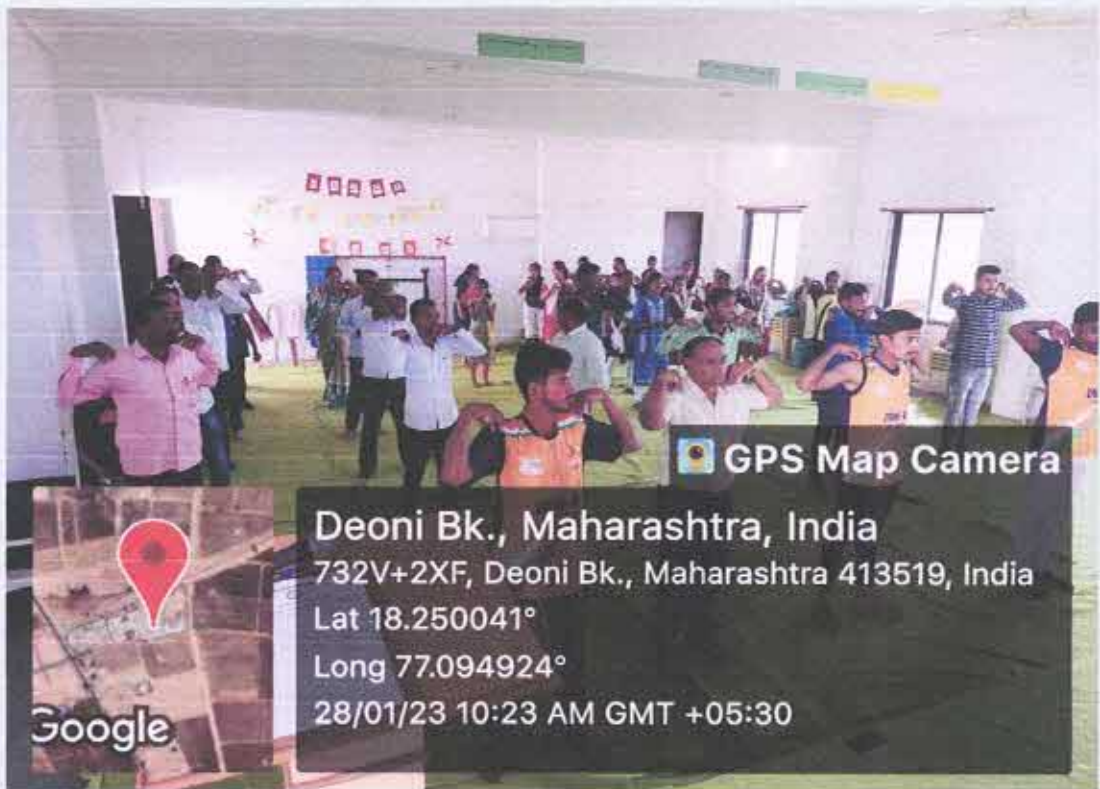 GPS Map Camera
Deoni Bk., Maharashtra, India
732V+2XF, Deoni Bk., Maharashtra 413519, India
Lat 18.250041°
Long 77.094924°
28/01/23 10:23 AM GMT +05:30
Google